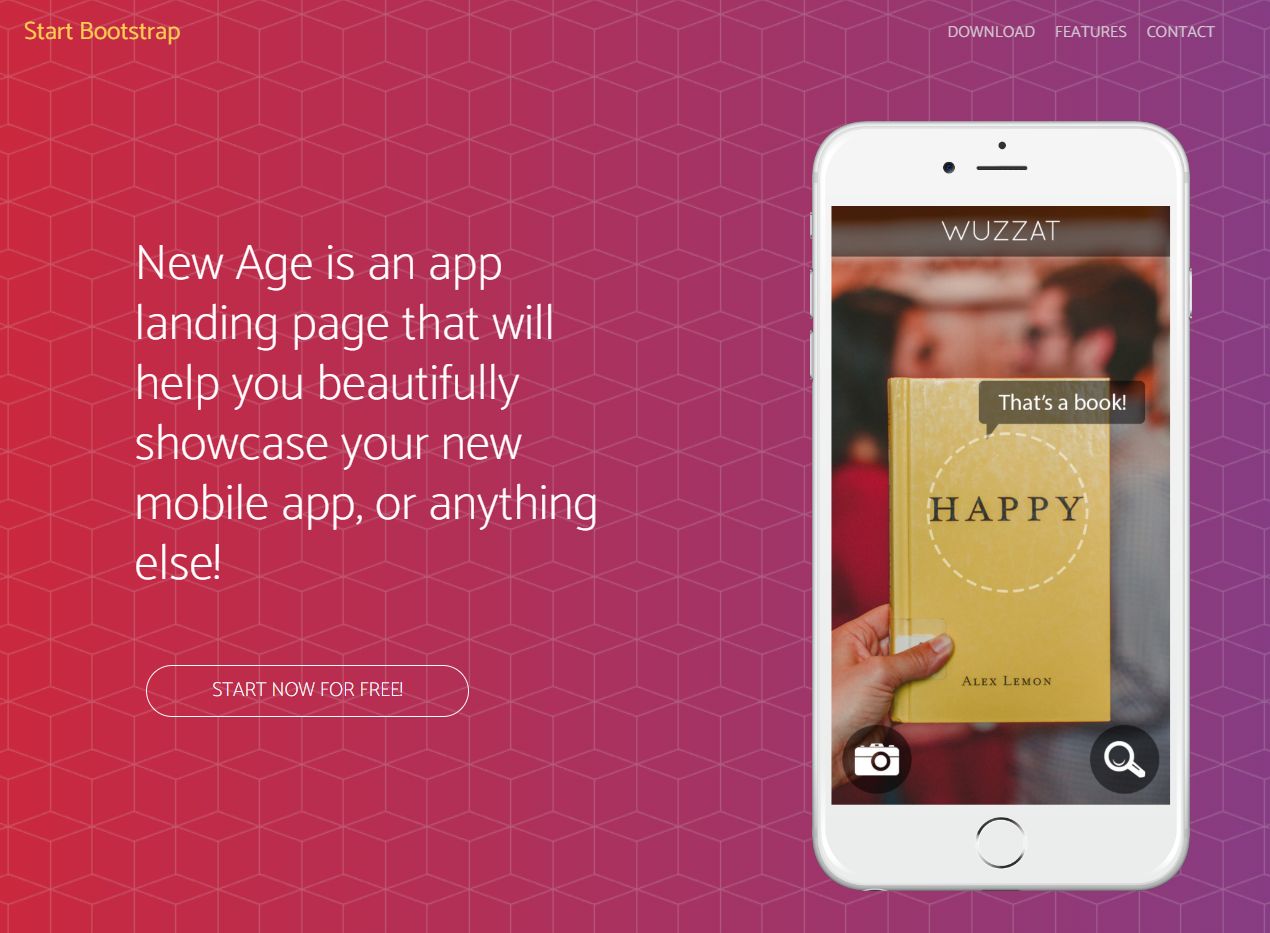 Start Bootstrap
DOWNLOAD FEATURES CONTACT
New Age is an app
landing page that will
help you beautifully
showcase your new
mobile app, or anything
else!
START NOW FOR FREE!
WUZZAT
That's a book!
HAPPY
ALEX LEMON